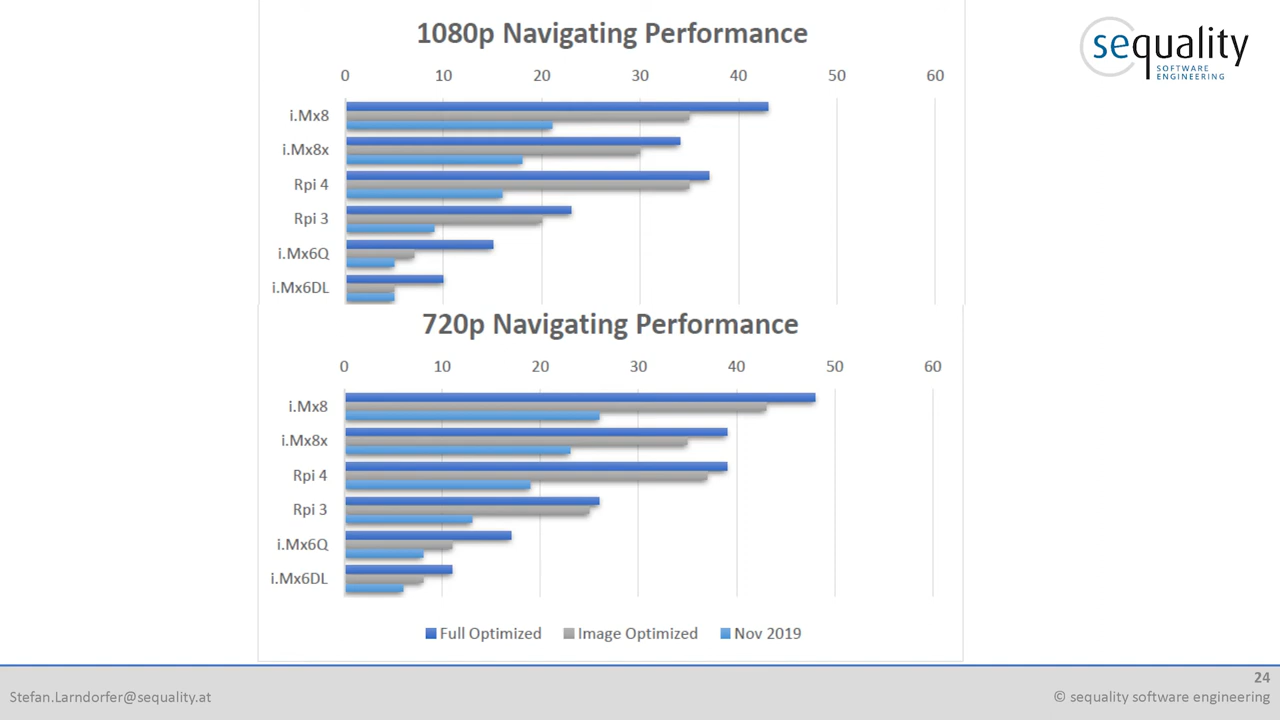 1080p Navigating Performance
sequality
SOFTWARE
ENGINEERING
0 10 20 30 40 50 60
i.Mx8
i.Mx8x
Rpi 4
Rpi 3
i.Mx6Q
i.Mx6DL
720p Navigating Performance
0 10 20 30 40 50 60
i.Mx8
i.Mx8x
Rpi 4
Rpi 3
i.Mx6Q
i.Mx6DL
Full Optimized Image Optimized Nov 2019
24
Stefan.Larndorfer@sequality.at © sequality software engineering